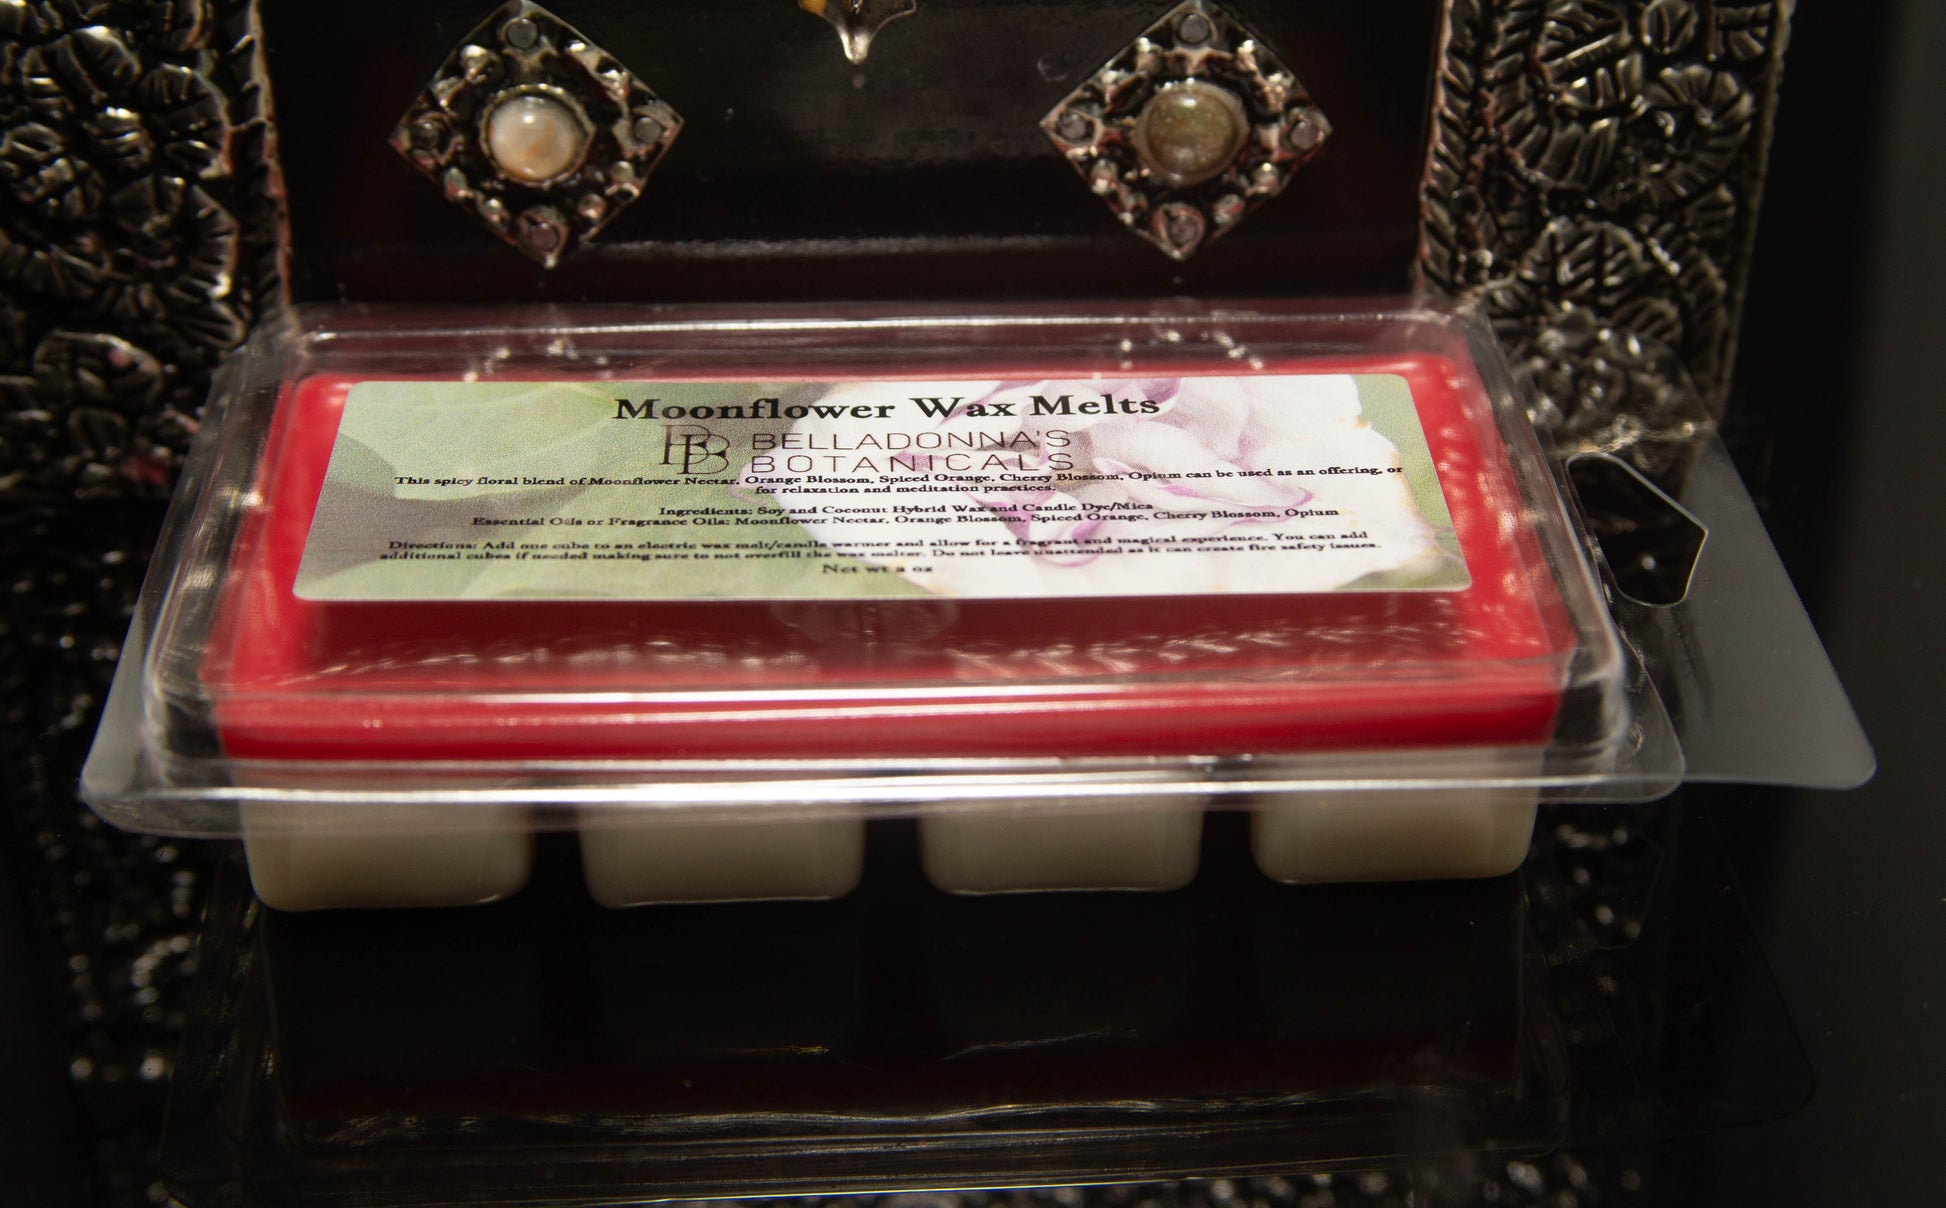 Moonflower Wax Melts
BB BELLADONNA'S
BOTANICALS
This spicy floral blend of Moonflower Nectar, Orange Blossom, Spiced Orange, Cherry Blossom, Opium can be used as an offering, or
for relaxation and meditation practices.
Ingredients: Soy and Coconut Hybrid Wax and Candle Dye/Mica
Essential Oils or Fragrance Oils: Moonflower Nectar, Orange Blossom, Spiced Orange, Cherry Blossom, Opium
Directions: Add one cube to an electric wax melt/candle warmer and allow for a fragrant and magical experience. You can add
additional cubes if needed making sure to not overfill the wax melter. Do not leave unattended as it can create fire safety issues.
Net wt 2 oz